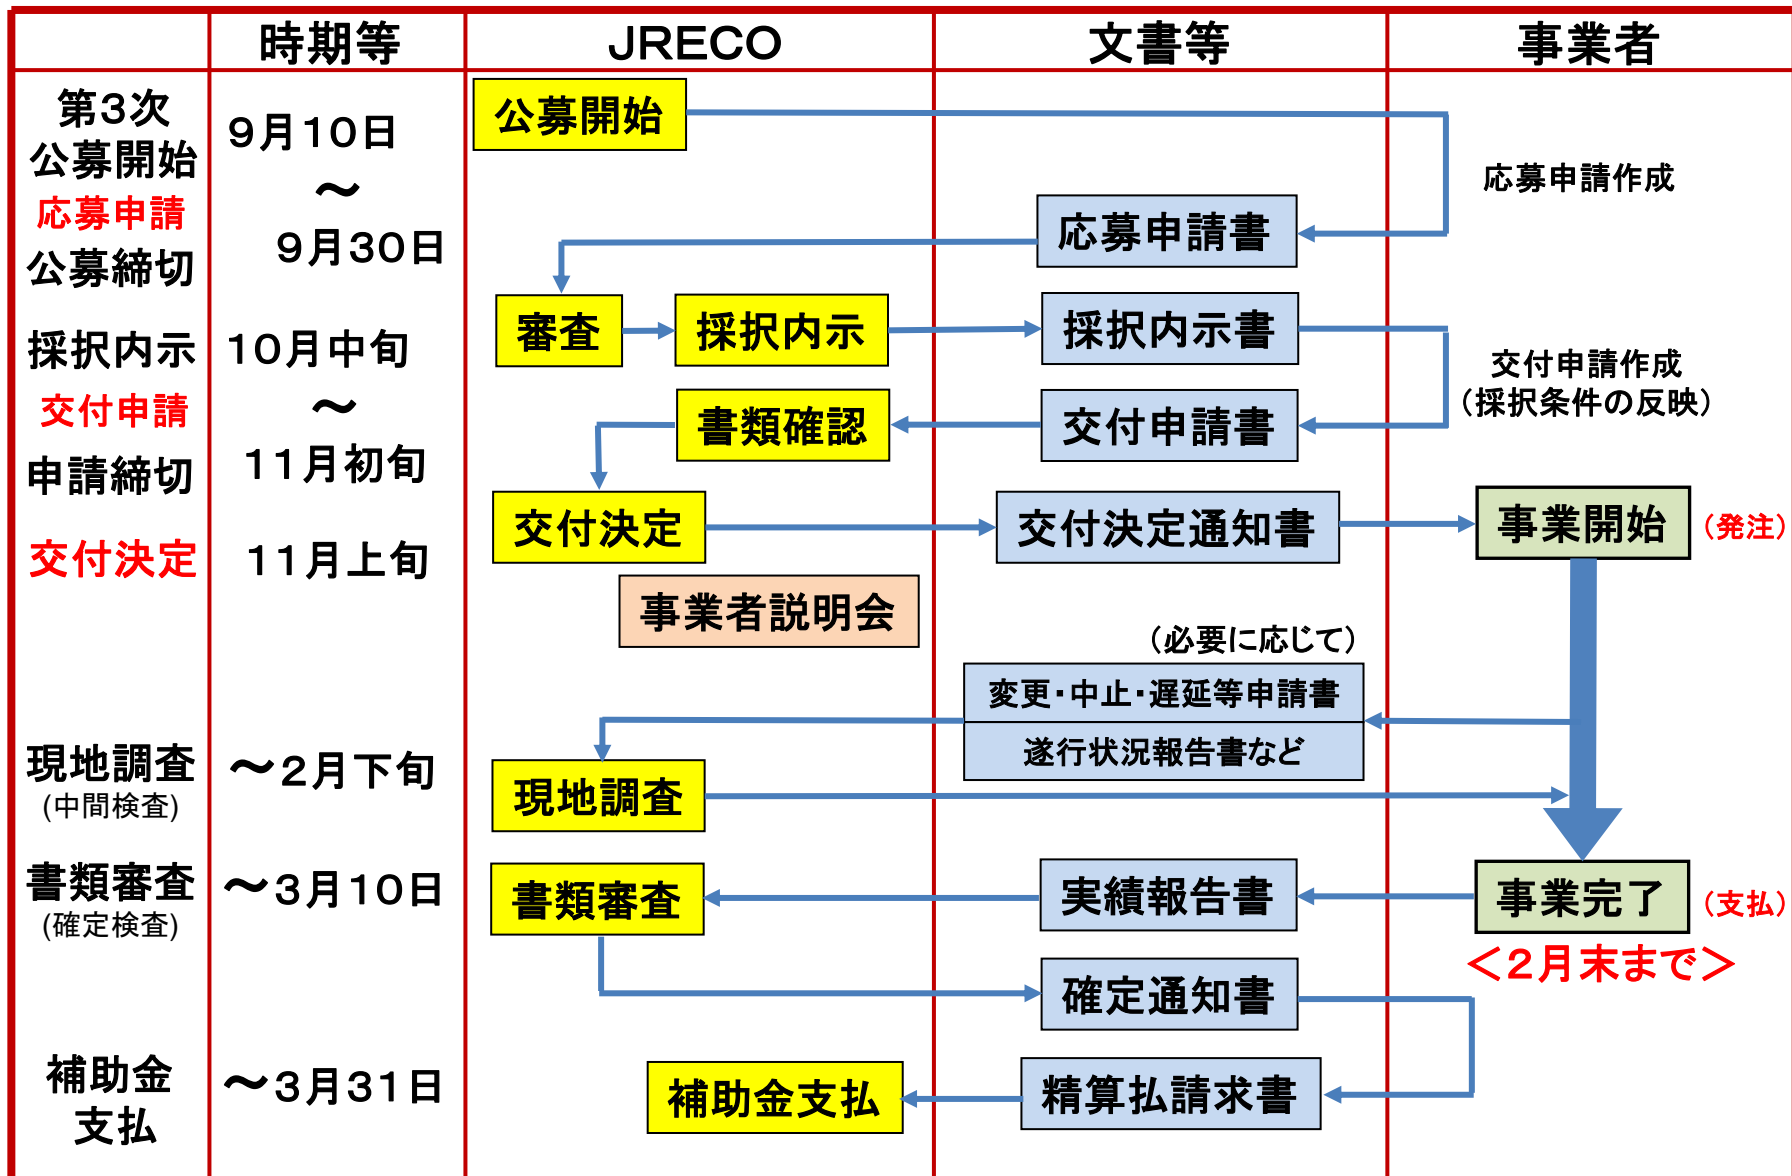 時期等
JRECO
文書等
事業者
第3次
公募開始
応募申請
公募締切
9月10日
～
9月30日
公募開始
応募申請作成
応募申請書
採択内示
交付申請
申請締切
10月中旬
～
11月初旬
審査
採択内示
採択内示書
交付申請作成
（採択条件の反映）
書類確認
交付申請書
交付決定
11月上旬
交付決定
交付決定通知書
事業開始
（発注）
事業者説明会
（必要に応じて）
変更・中止・遅延等申請書
遂行状況報告書など
現地調査
(中間検査)
～2月下旬
現地調査
書類審査
(確定検査)
～3月10日
書類審査
実績報告書
事業完了
（支払）
＜2月末まで＞
確定通知書
補助金
支払
～3月31日
補助金支払
精算払請求書